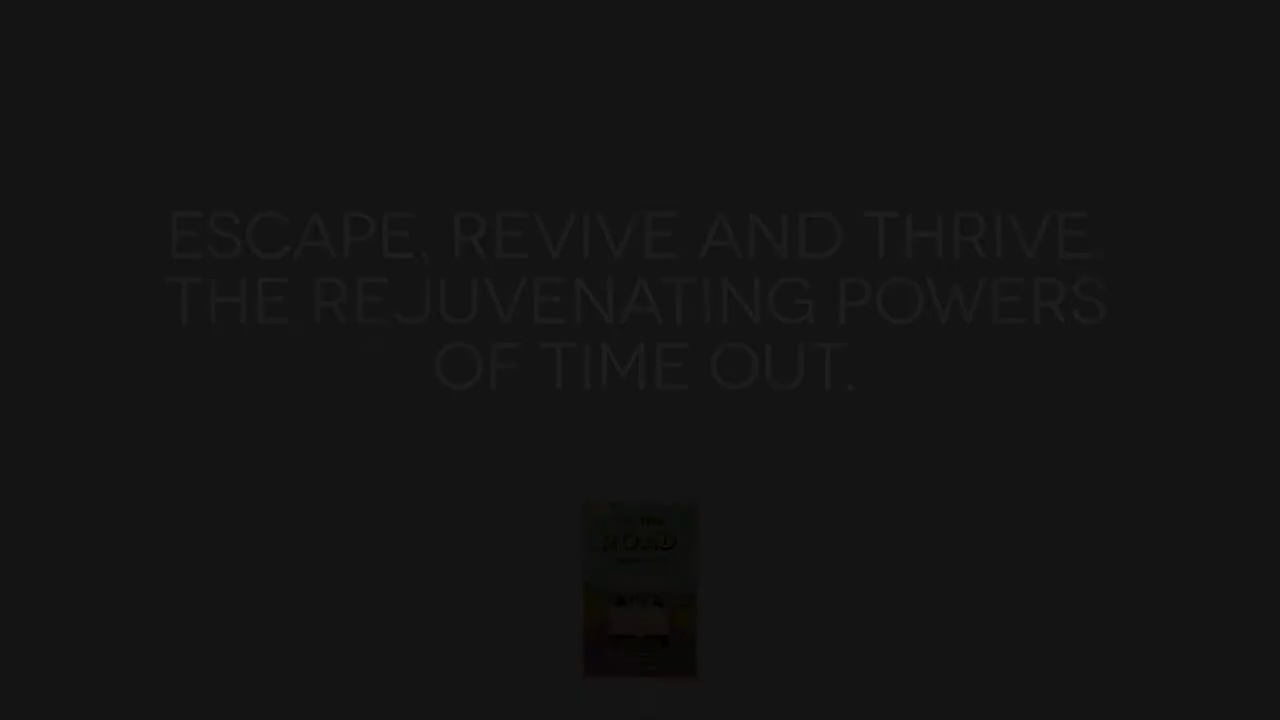 ESCAPE, REVIVE AND THRIVE.
THE REJUVENATING POWERS
OF TIME OUT.
THE
ROAD